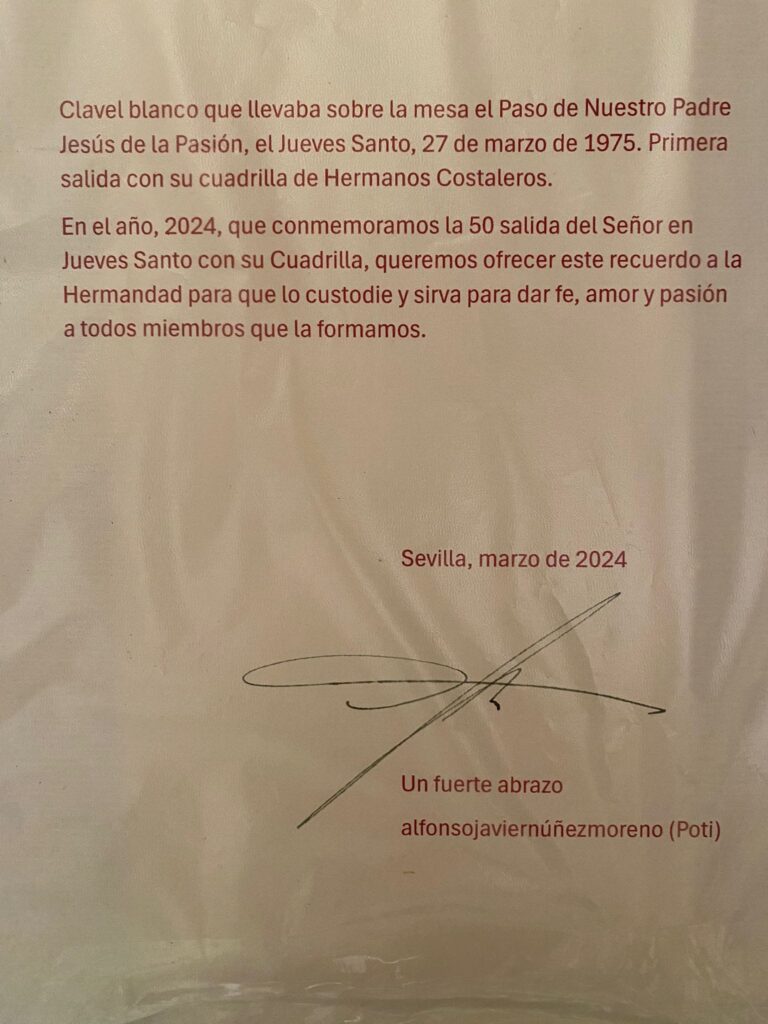 Clavel blanco que llevaba sobre la mesa el Paso de Nuestro Padre
Jesús de la Pasión, el Jueves Santo, 27 de marzo de 1975. Primera
salida con su cuadrilla de Hermanos Costaleros.
En el año, 2024, que conmemoramos la 50 salida del Señor en
Jueves Santo con su Cuadrilla, queremos ofrecer este recuerdo a la
Hermandad para que lo custodie y sirva para dar fe, amor y pasión
a todos miembros que la formamos.
Sevilla, marzo de 2024
Un fuerte abrazo
alfonsojaviernúñezmoreno (Poti)